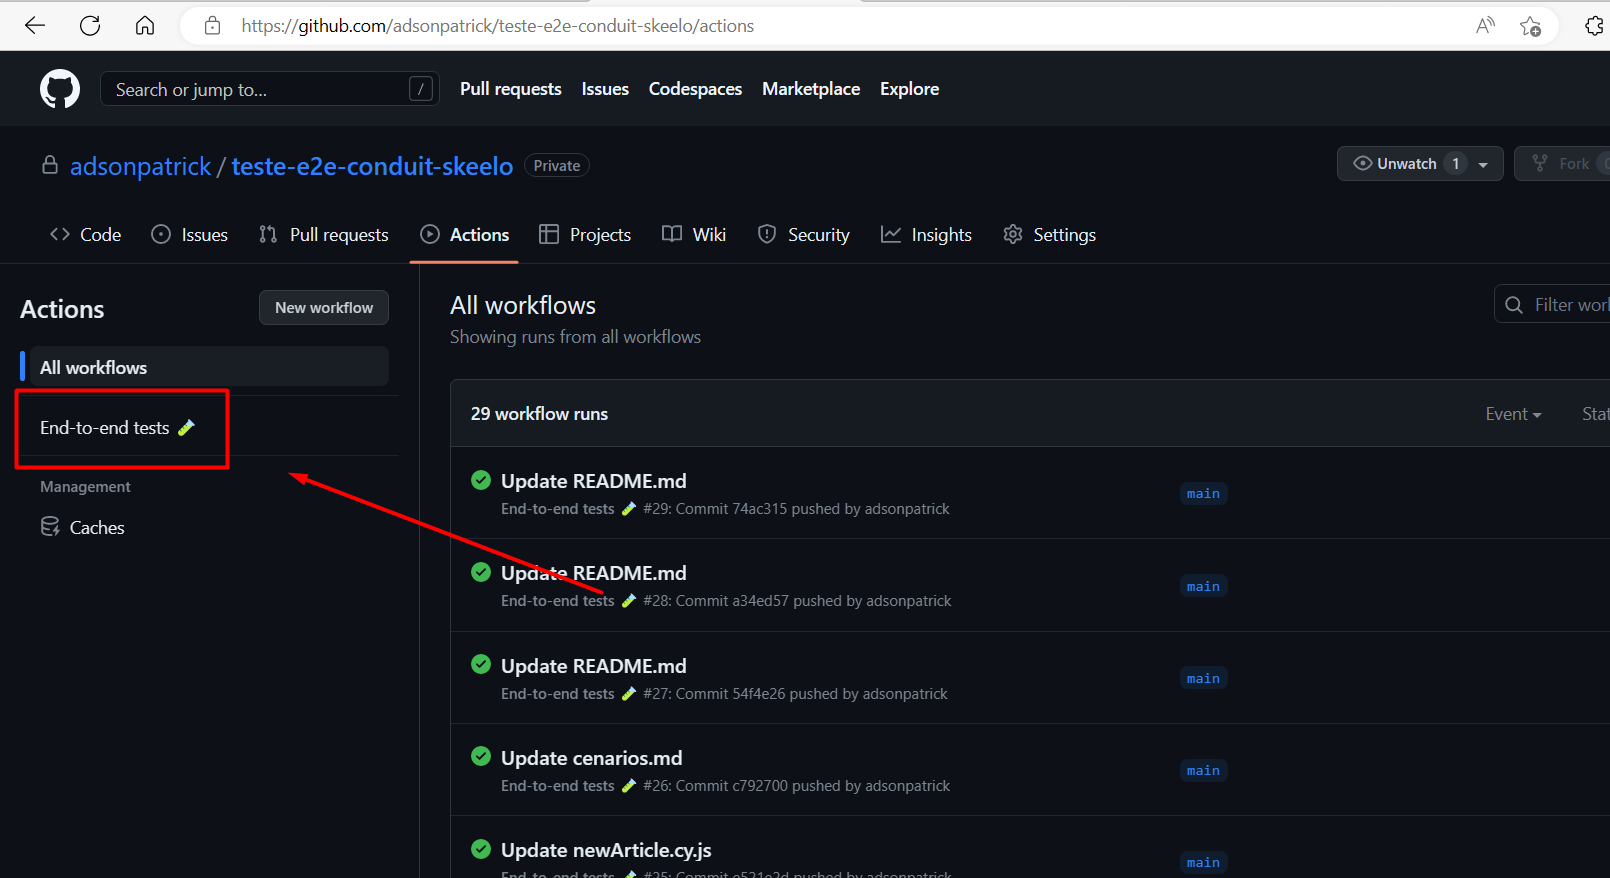 https://github.com/adsonpatrick/teste-e2e-conduit-skeelo/actions
Search or jump to... /
Pull requests Issues Codespaces Marketplace Explore
adsonpatrick / teste-e2e-conduit-skeelo Private
Unwatch 1 Fork
Code Issues Pull requests Actions Projects Wiki Security Insights Settings
Actions
New workflow
All workflows
End-to-end tests
Management
Caches
All workflows
Showing runs from all workflows
Filter
29 workflow runs
Event
Update README.md
End-to-end tests #29: Commit 74ac315 pushed by adsonpatrick
main
Update README.md
End-to-end tests #28: Commit a34ed57 pushed by adsonpatrick
main
Update README.md
End-to-end tests #27: Commit 54f4e26 pushed by adsonpatrick
main
Update cenarios.md
End-to-end tests #26: Commit c792700 pushed by adsonpatrick
main
Update newArticle.cy.js
main